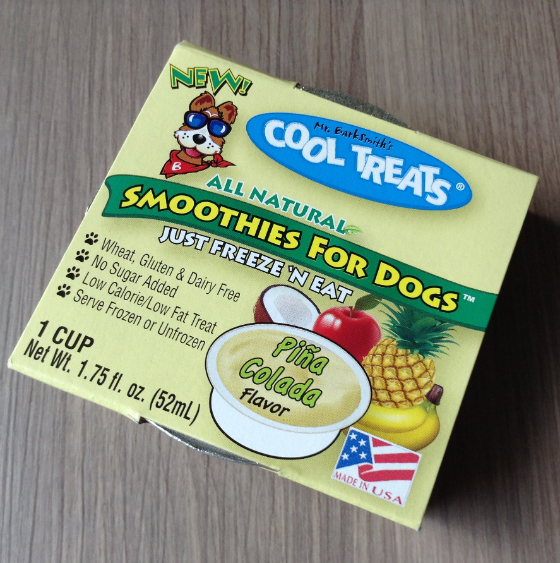 NEW!
B
Mr. BarkSmith's
COOL TREATS®
ALL NATURAL
SMOOTHIES FOR DOGS™
JUST FREEZE 'N EAT
Wheat, Gluten & Dairy Free
No Sugar Added
Low Calorie/Low Fat Treat
Serve Frozen or Unfrozen
1 CUP
Net Wt. 1.75 fl. oz. (52mL)
Piña
Colada
Flavor
MADE IN USA